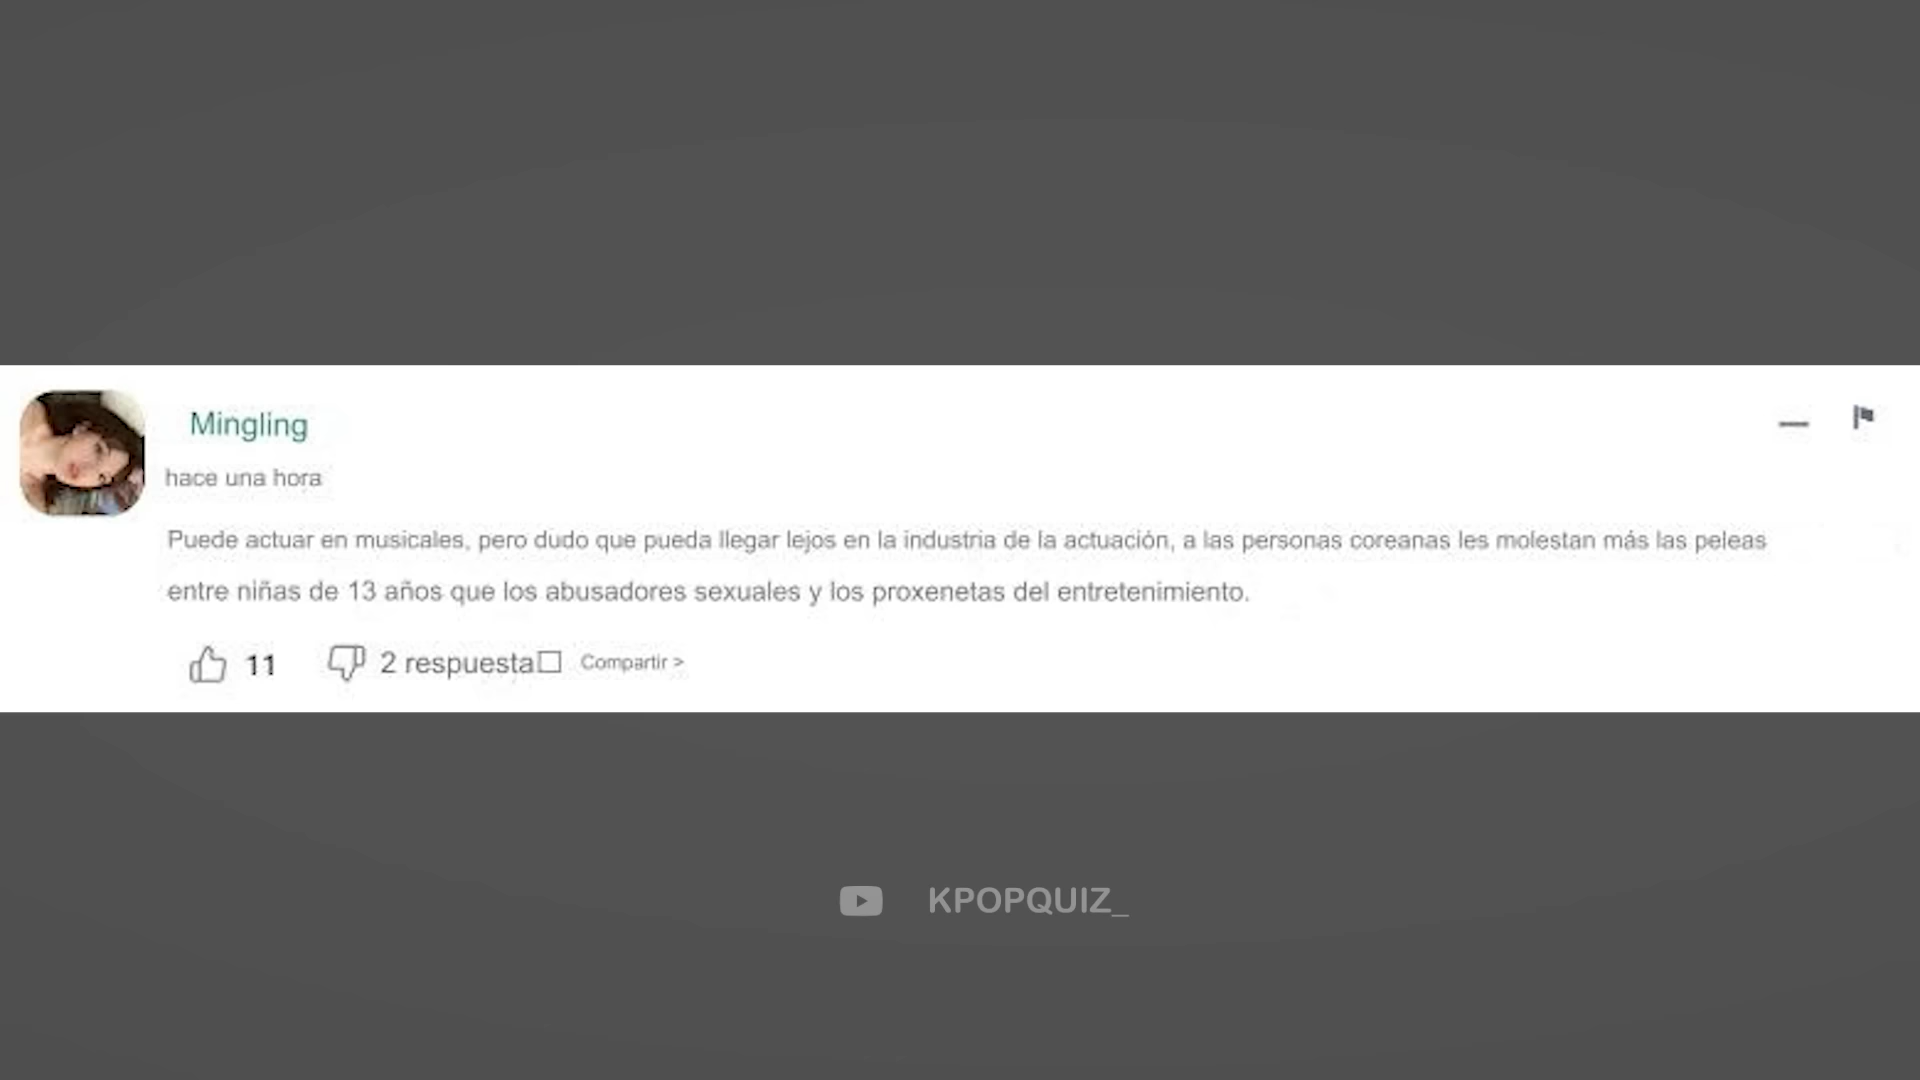 Mingling
hace una hora
Puede actuar en musicales, pero dudo que pueda llegar lejos en la industria de la actuación, a las personas coreanas les molestan más las peleas
entre niñas de 13 años que los abusadores sexuales y los proxenetas del entretenimiento.
11 2 respuesta□ Compartir >
KPOPQUIZ_